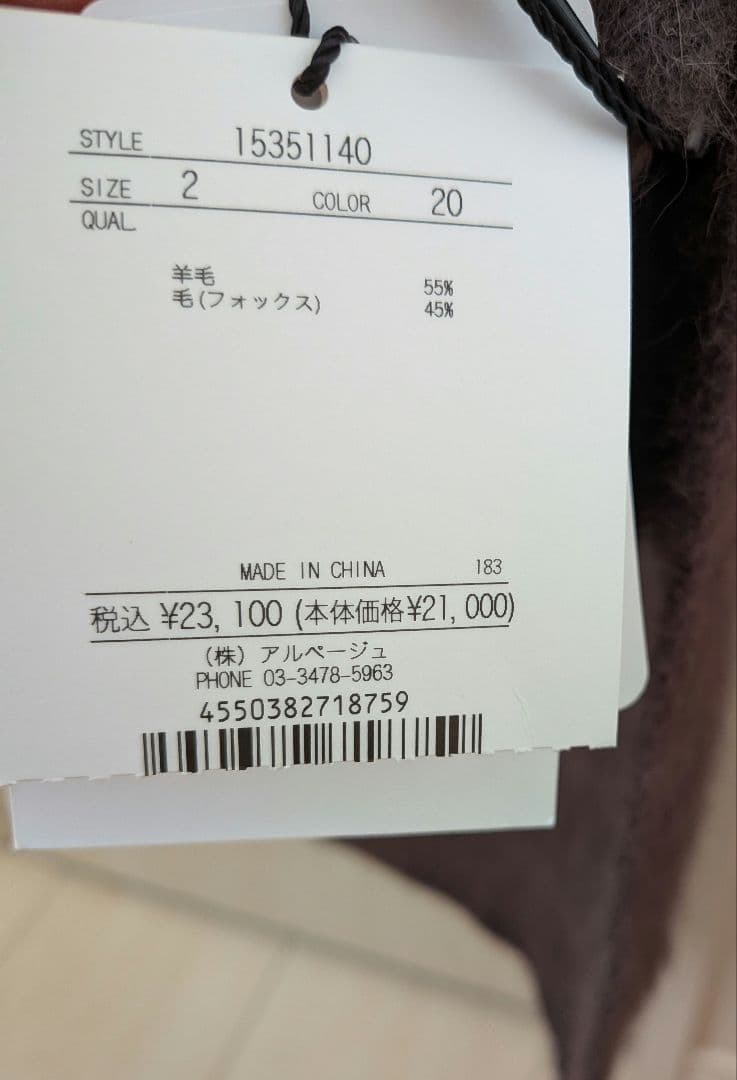 STYLE 15351140
SIZE 2 COLOR 20
QUAL
羊毛 55%
毛(フォックス) 45%
MADE IN CHINA 183
税込 ¥23,100 (本体価格¥21,000)
(株) アルページュ
PHONE 03-3478-5963
4550382718759